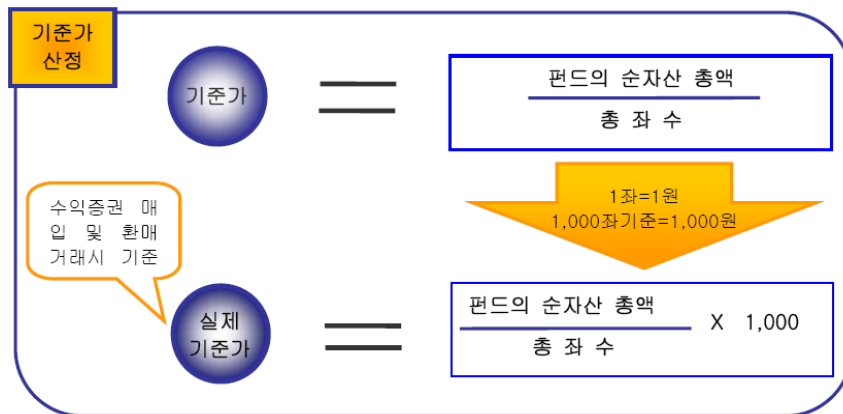 기준가
산정
기준가
펀드의 순자산 총액
총 좌 수
1좌=1원
1,000좌기준=1,000원
수익증권 매
입 및 환매
거래시 기준
실제
기준가
펀드의 순자산 총액
총 좌 수
X 1,000